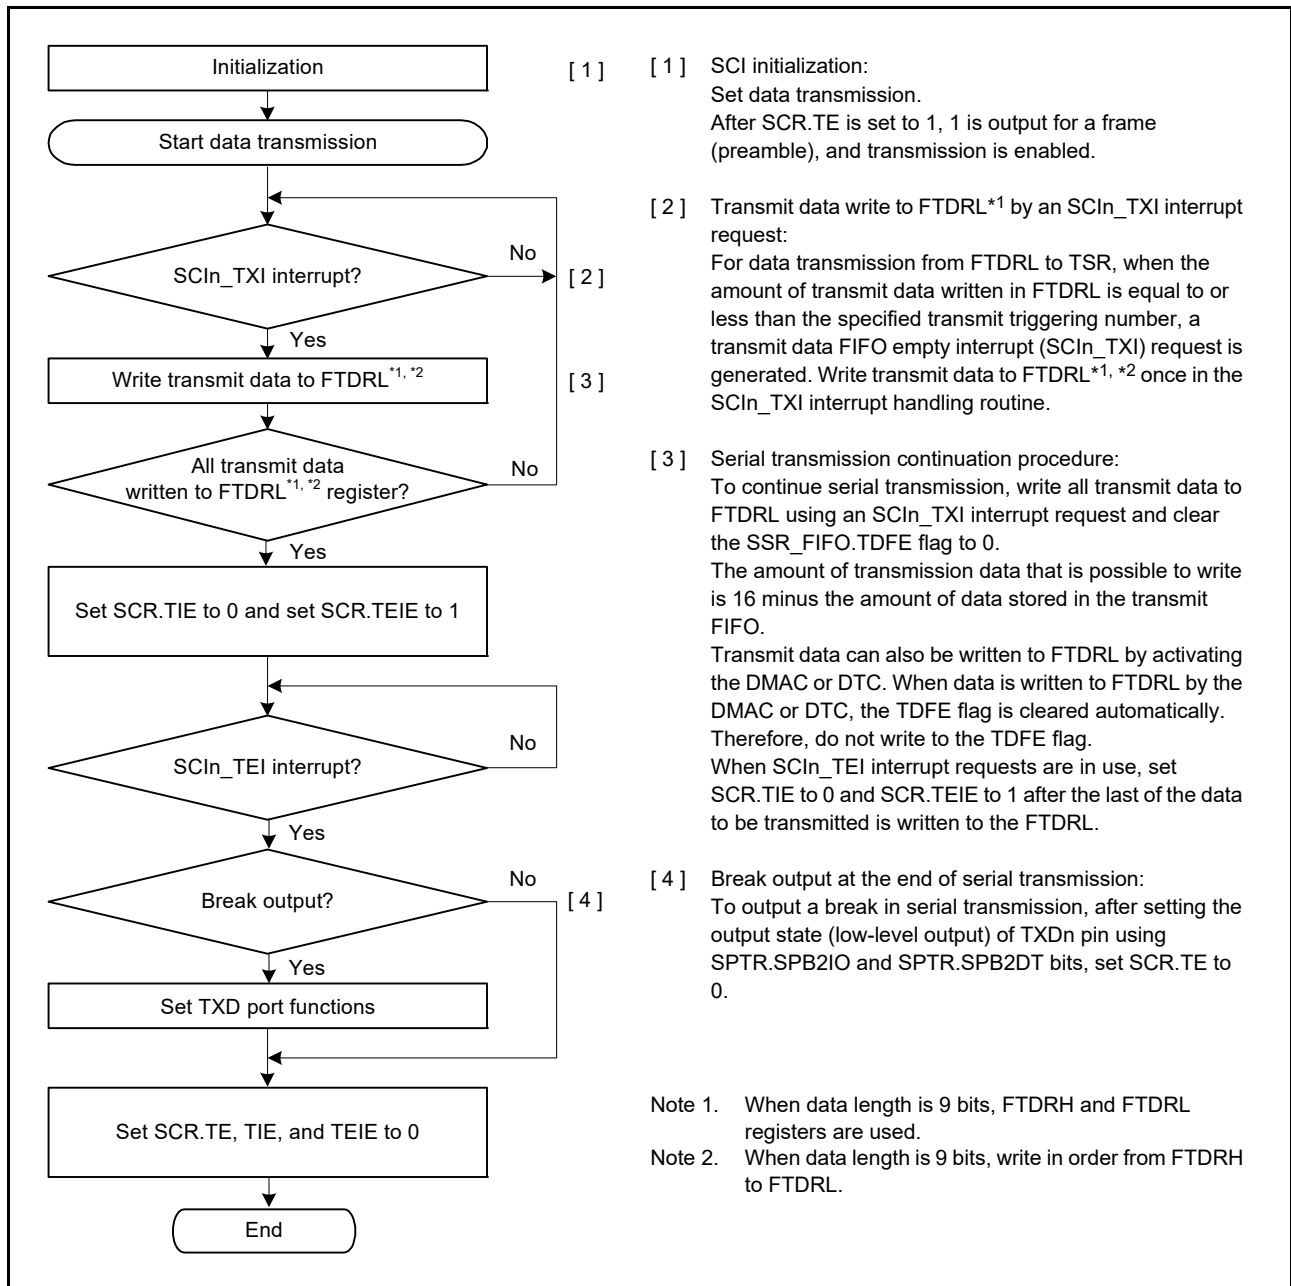 Initialization
[ 1 ]
Start data transmission
SCIn_TXI interrupt?
No
[ 2 ]
Yes
Write transmit data to FTDRL*1, *2
[ 3 ]
All transmit data
written to FTDRL*1, *2 register?
No
Yes
Set SCR.TIE to 0 and set SCR.TEIE to 1
SCIn_TEI interrupt?
No
Yes
Break output?
No
[ 4 ]
Yes
Set TXD port functions
Set SCR.TE, TIE, and TEIE to 0
End
[ 1 ] SCI initialization:
Set data transmission.
After SCR.TE is set to 1, 1 is output for a frame
(preamble), and transmission is enabled.
[ 2 ] Transmit data write to FTDRL*1 by an SCIn_TXI interrupt
request:
For data transmission from FTDRL to TSR, when the
amount of transmit data written in FTDRL is equal to or
less than the specified transmit triggering number, a
transmit data FIFO empty interrupt (SCIn_TXI) request is
generated. Write transmit data to FTDRL*1, *2 once in the
SCIn_TXI interrupt handling routine.
[ 3 ] Serial transmission continuation procedure:
To continue serial transmission, write all transmit data to
FTDRL using an SCIn_TXI interrupt request and clear
the SSR_FIFO.TDFE flag to 0.
The amount of transmission data that is possible to write
is 16 minus the amount of data stored in the transmit
FIFO.
Transmit data can also be written to FTDRL by activating
the DMAC or DTC. When data is written to FTDRL by the
DMAC or DTC, the TDFE flag is cleared automatically.
Therefore, do not write to the TDFE flag.
When SCIn_TEI interrupt requests are in use, set
SCR.TIE to 0 and SCR.TEIE to 1 after the last of the data
to be transmitted is written to the FTDRL.
[ 4 ] Break output at the end of serial transmission:
To output a break in serial transmission, after setting the
output state (low-level output) of TXDn pin using
SPTR.SPB2IO and SPTR.SPB2DT bits, set SCR.TE to
0.
Note 1. When data length is 9 bits, FTDRH and FTDRL
registers are used.
Note 2. When data length is 9 bits, write in order from FTDRH
to FTDRL.